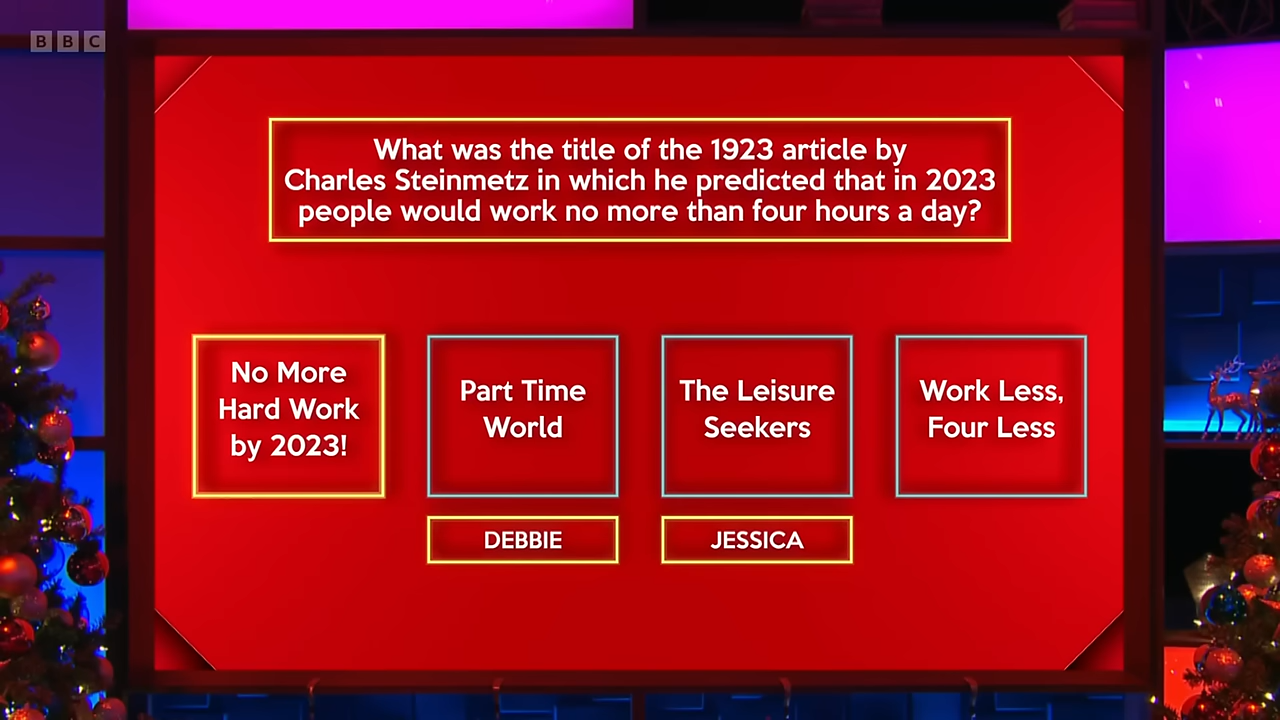 BBC
What was the title of the 1923 article by
Charles Steinmetz in which he predicted that in 2023
people would work no more than four hours a day?
No More
Hard Work
by 2023!
Part Time
World
The Leisure
Seekers
Work Less,
Four Less
DEBBIE
JESSICA